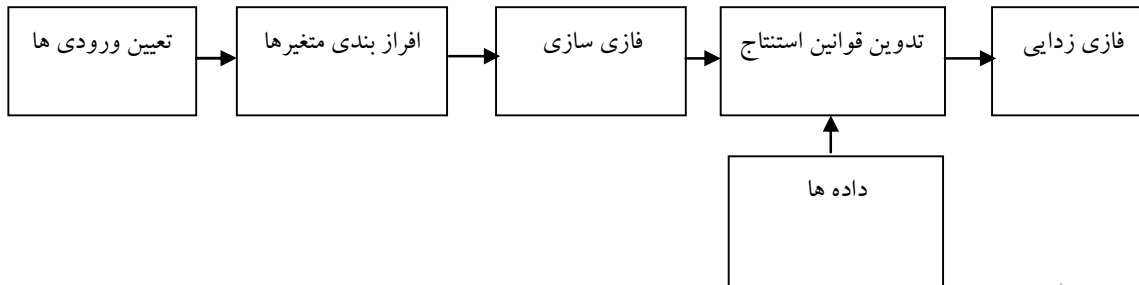 تعیین ورودی ها
افراز بندی متغیرها
فازی سازی
تدوین قوانین استنتاج
فازی زدایی
داده ها